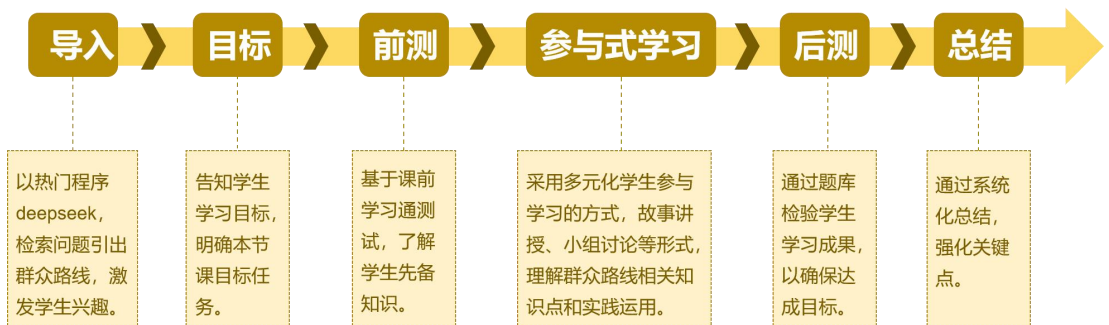 导入
目标
前测
参与式学习
后测
总结
以热门程序
deepseek，
检索问题引出
群众路线，激
发学生兴趣。
告知学生
学习目标，
明确本节
课目标任
务。
基于课前
学习通测
试，了解
学生先备
知识。
采用多元化学生参与
学习的方式，故事讲
授、小组讨论等形式，
理解群众路线相关知
识点和实践运用。
通过题库
检验学生
学习成果，
以确保达
成目标。
通过系统
化总结，
强化关键
点。